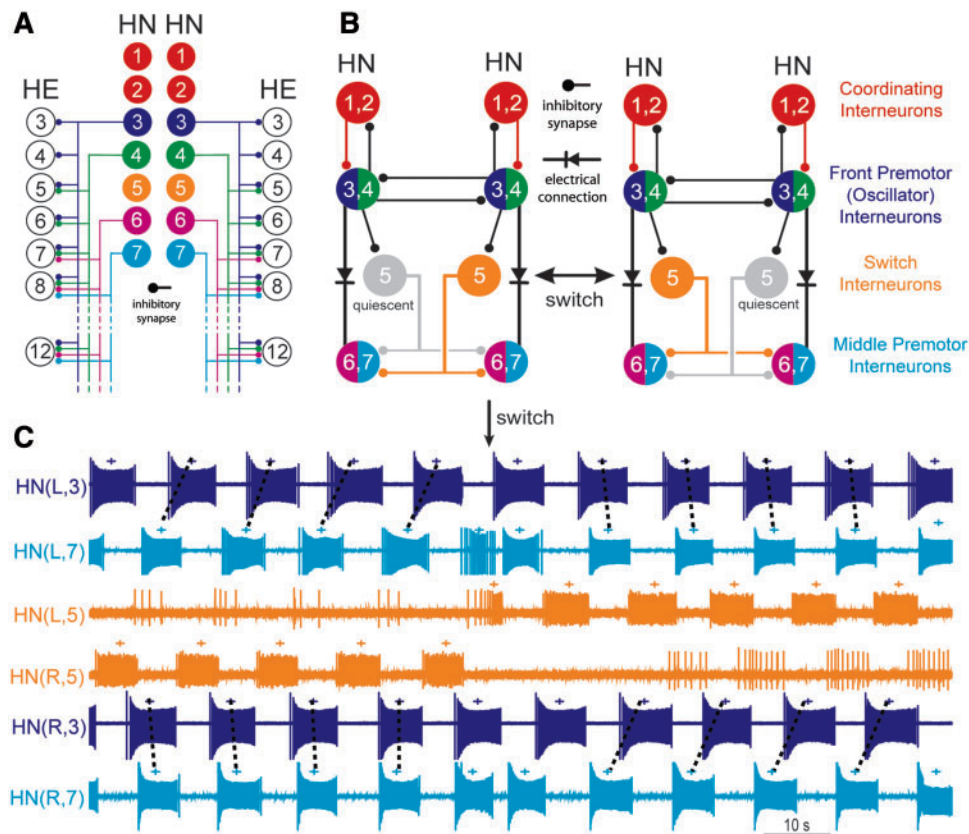 A
HN HN
HE HE
1 1
2 2
3 3 3 3
4 4 4 4
5 5 5 5
6 6 6 6
7 7 7 7
8 8
12 12
inhibitory
synapse
B
HN HN HN HN
1,2 1,2 1,2 1,2
inhibitory
synapse
electrical
connection
3,4 3,4 3,4 3,4
5 5 5 5
quiescent quiescent
switch
6,7 6,7 6,7 6,7
Coordinating
Interneurons
Front Premotor
(Oscillator)
Interneurons
Switch
Interneurons
Middle Premotor
Interneurons
C
switch
HN(L,3)
HN(L,7)
HN(L,5)
HN(R,5)
HN(R,3)
HN(R,7)
10 s